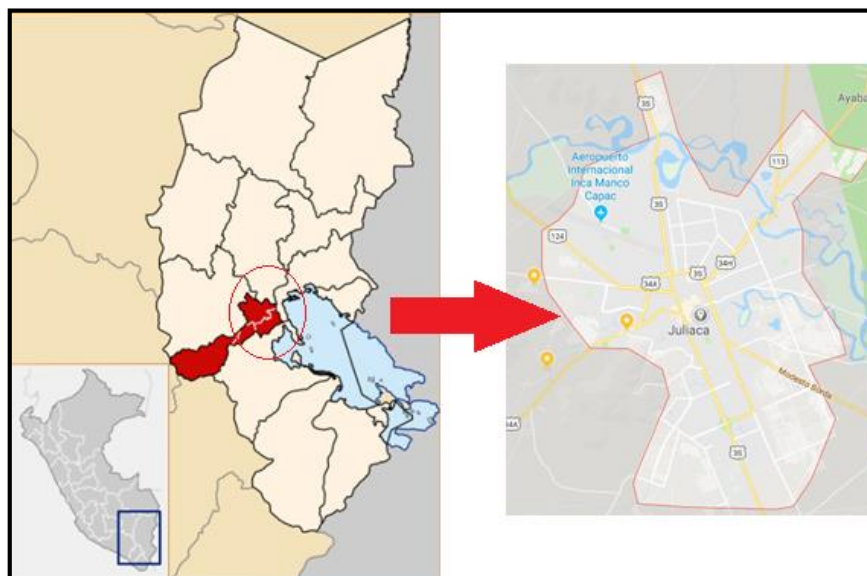 35
Ayaba
113
Aeropuerto
Internacional
Inca Manco
Capac
35
124
34H
35
34A
Juliaca
Modesto Borda
34A
35